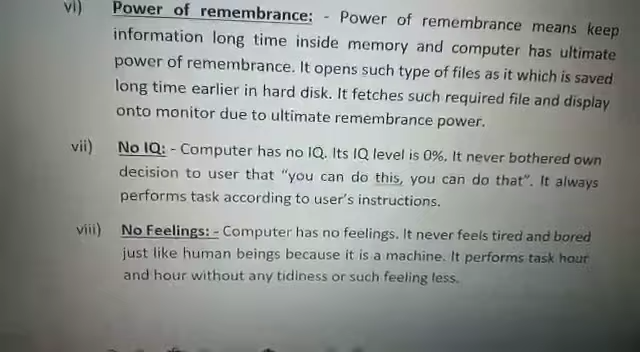 vi) Power of remembrance: - Power of remembrance means keep
information long time inside memory and computer has ultimate
power of remembrance. It opens such type of files as it which is saved
long time earlier in hard disk. It fetches such required file and display
onto monitor due to ultimate remembrance power.
vii) No IQ: - Computer has no IQ. Its IQ level is 0%. It never bothered own
decision to user that “you can do this, you can do that”. It always
performs task according to user’s instructions.
viii) No Feelings: - Computer has no feelings. It never feels tired and bored
just like human beings because it is a machine. It performs task hour
and hour without any tidiness or such feeling less.